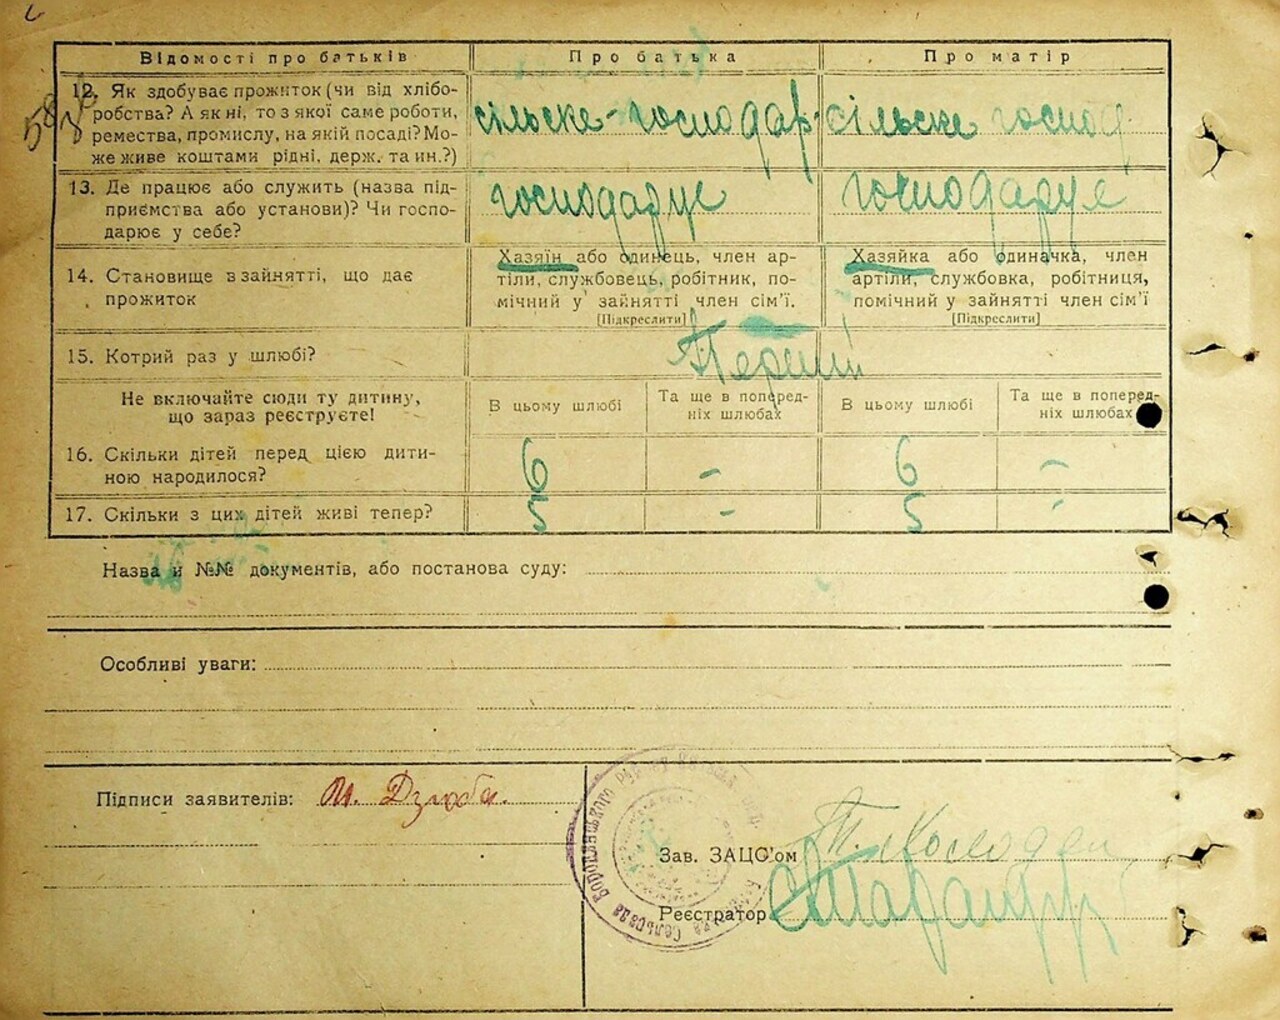 Відомості про батьків
Про батька
Про матір
12. Як здобуває прожиток (чи від хлібо-
робства? А як ні, то з якої саме роботи,
ремества, промислу, на якій посаді? Мо-
же живе коштами рідні, держ. та ин.?)
сільске-господар
сільске господ
13. Де працює або служить (назва під-
приємства або установи)? Чи госпо-
дарює у себе?
господарує
господарує
14. Становище в зайнятті, що дає
прожиток
Хазяїн або одинець, член ар-
тіли, службовець, робітник, по-
мічний у зайнятті член сім'ї.
[Підкреслити]
Хазяйка або одиначка, член
артіли, службовка, робітниця,
помічний у зайнятті член сім'ї
[Підкреслити]
15. Котрий раз у шлюбі?
Перший
Не включайте сюди ту дитину,
що зараз реєструєте!
В цьому шлюбі
Та ще в поперед-
ніх шлюбах
В цьому шлюбі
Та ще в поперед-
ніх шлюбах
16. Скільки дітей перед цією дити-
ною народилося?
6 - 6 -
17. Скільки з цих дітей живі тепер?
5 - 5 -
Назва й №№ документів, або постанова суду:
Особливі уваги:
Підписи заявителів: М. Дзюба.
Зав. ЗАЦС'ом
Реєстратор